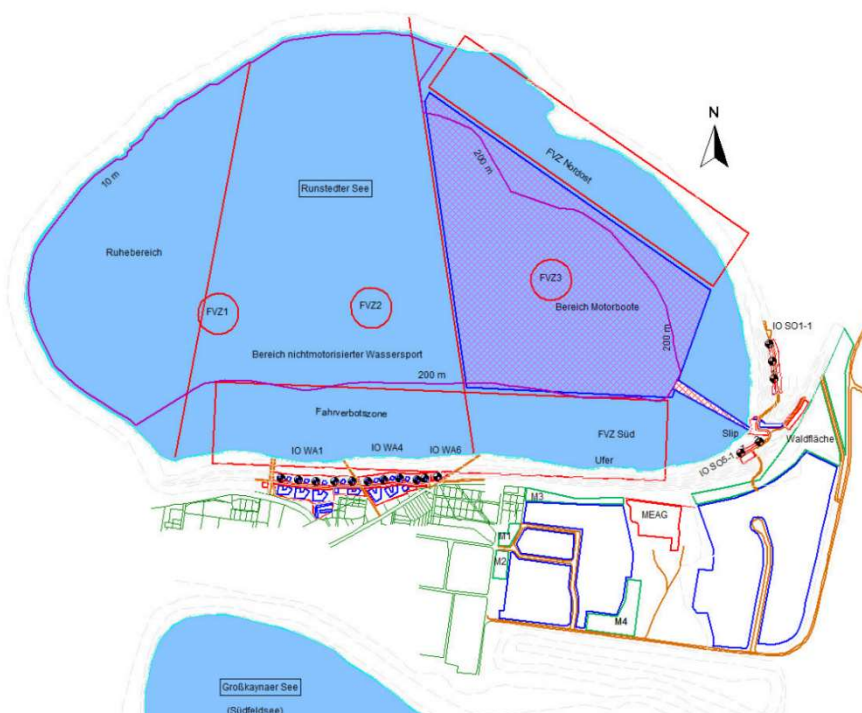 N
200 m
FVZ Nordost
Runstedter See
10 m
Ruhebereich
FVZ1
FVZ2
FVZ3
Bereich Motorboote
IO SO1-1
200 m
Bereich nichtmotorisierter Wassersport
200 m
Fahrverbotszone
FVZ Süd
Slip
Waldfläche
IO WA1
IO WA4
IO WA6
Ufer
IO SO5-1
M3
MEAG
M1
M2
M4
Großkaynaer See
(Südfeldsee)